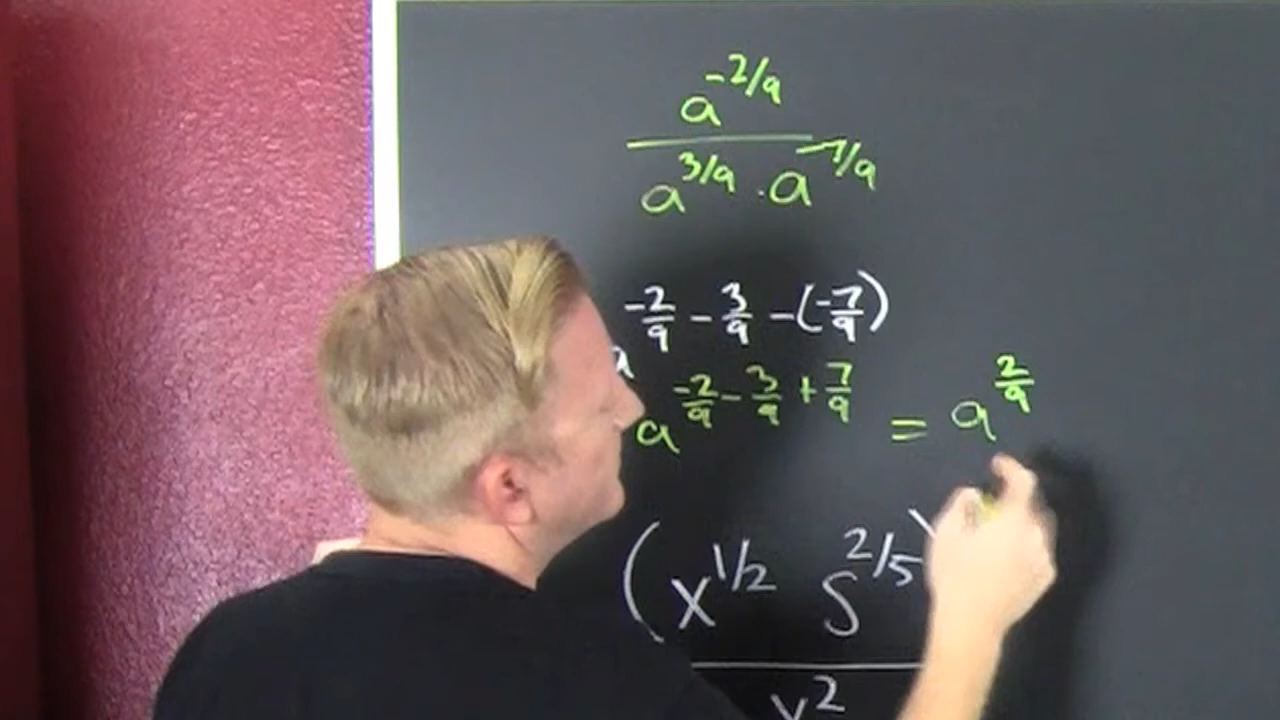 a^-2/9
a^3/9 · a^-7/9
a^-2/9 - 3/9 - (-7/9)
a^-2/9 - 3/9 + 7/9 = a^2/9
(x^1/2 S^2/5)
y^2